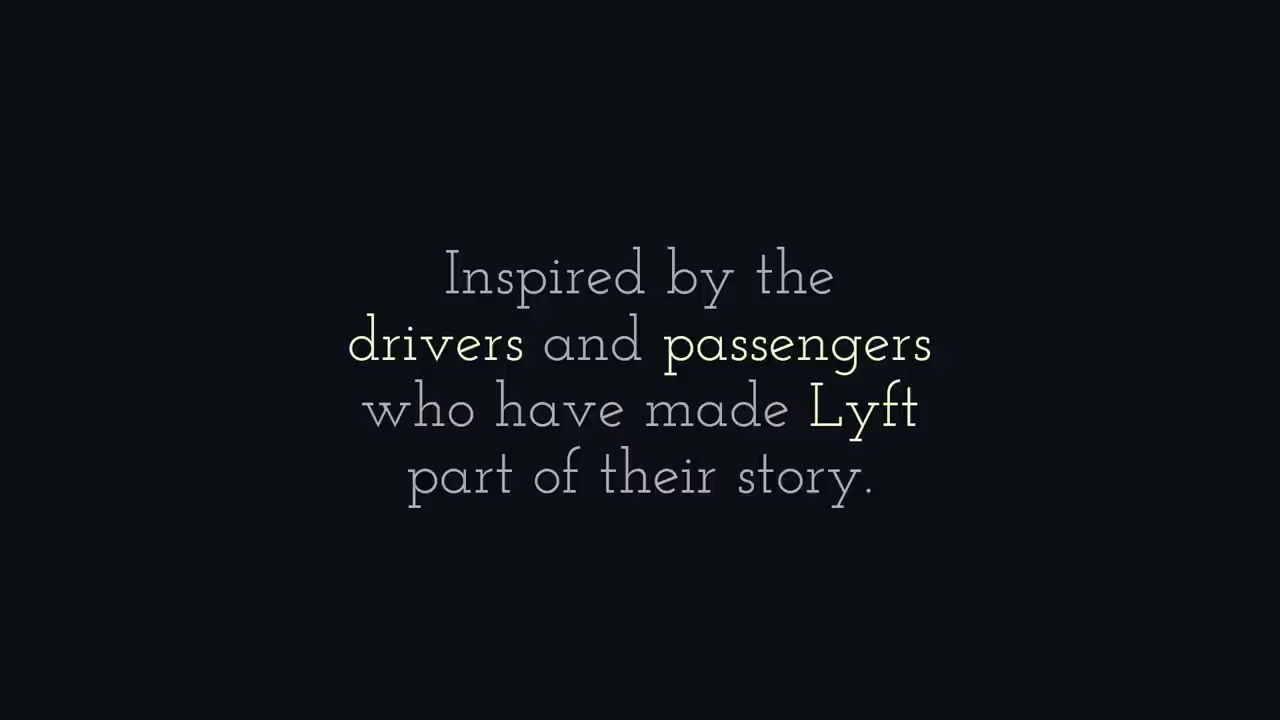 Inspired by the
drivers and passengers
who have made Lyft
part of their story.